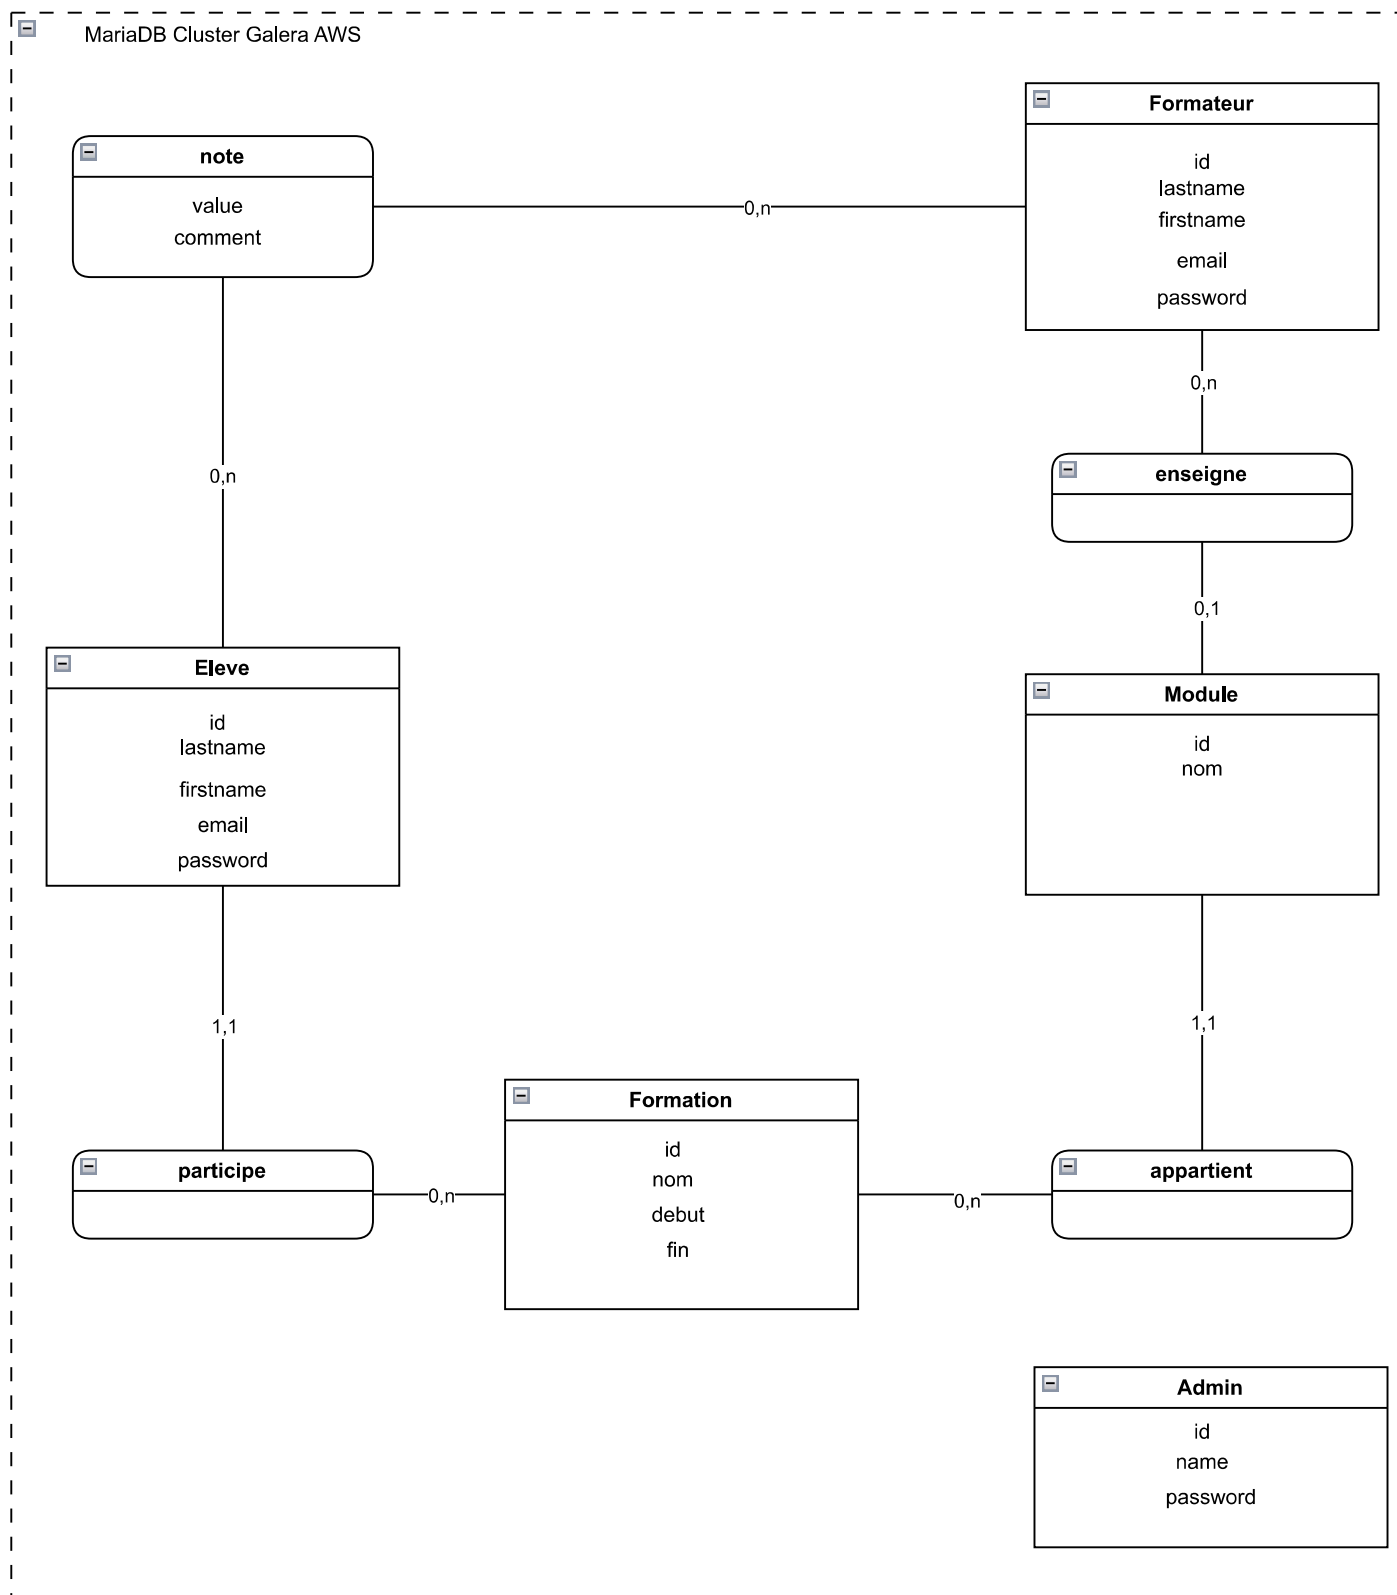 MariaDB Cluster Galera AWS
Formateur
id
lastname
firstname
email
password
note
value
comment
0,n
0,n
enseigne
0,n
0,1
Eleve
id
lastname
firstname
email
password
Module
id
nom
1,1
1,1
Formation
id
nom
debut
fin
participe
0,n
0,n
appartient
Admin
id
name
password